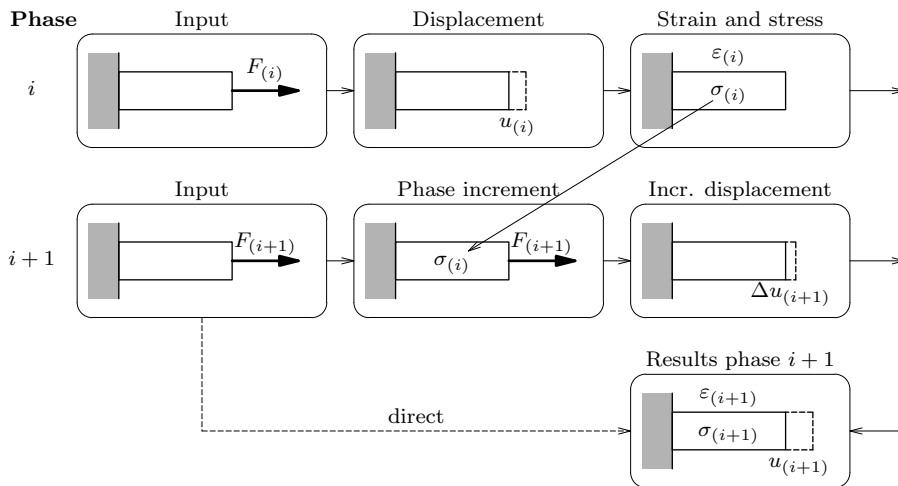 Phase Input Displacement Strain and stress
i F(i) u(i) ε(i)
σ(i)
Input Phase increment Incr. displacement
i + 1 F(i+1) σ(i) F(i+1) Δu(i+1)
Results phase i + 1
direct ε(i+1)
σ(i+1)
u(i+1)